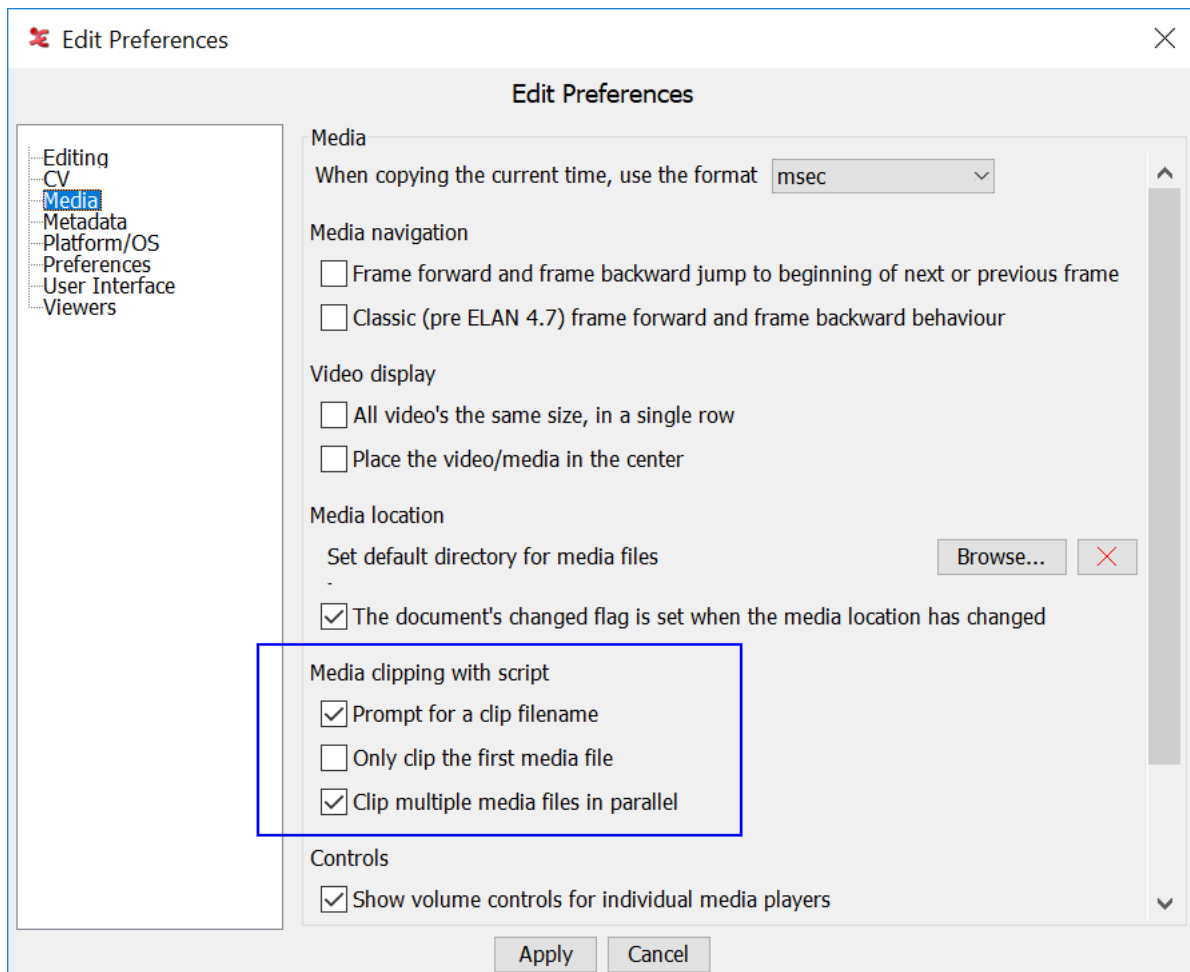 Edit Preferences
Edit Preferences
Editing
CV
Media
Metadata
Platform/OS
Preferences
User Interface
Viewers
Media
When copying the current time, use the format msec
Media navigation
Frame forward and frame backward jump to beginning of next or previous frame
Classic (pre ELAN 4.7) frame forward and frame backward behaviour
Video display
All video's the same size, in a single row
Place the video/media in the center
Media location
Set default directory for media files Browse...
-
The document's changed flag is set when the media location has changed
Media clipping with script
Prompt for a clip filename
Only clip the first media file
Clip multiple media files in parallel
Controls
Show volume controls for individual media players
Apply Cancel